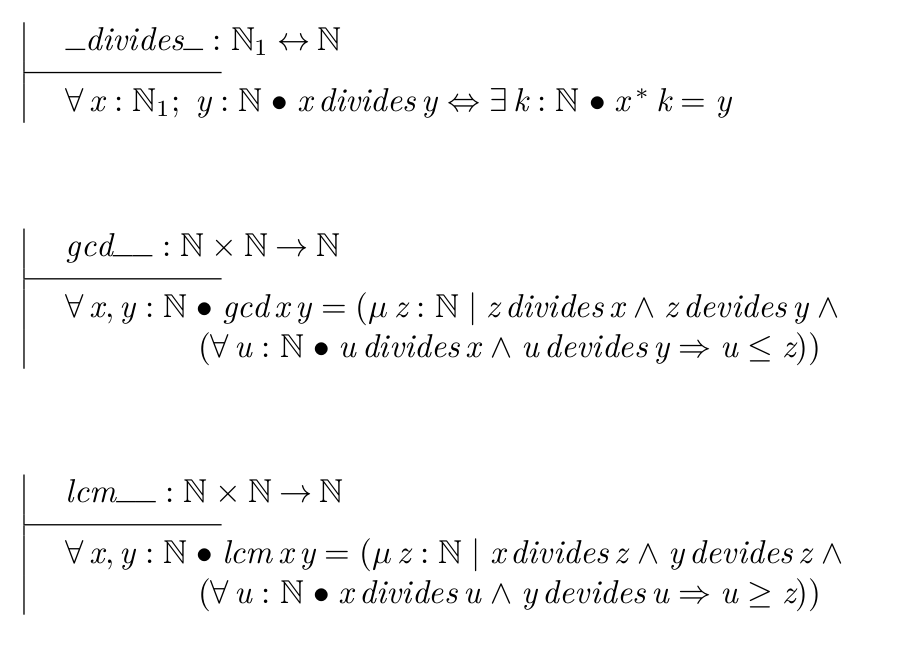 _divides_ : ℕ₁ ↔ ℕ
∀ x : ℕ₁; y : ℕ • x divides y ⇔ ∃ k : ℕ • x * k = y
gcd__ : ℕ × ℕ → ℕ
∀ x, y : ℕ • gcd x y = (μ z : ℕ | z divides x ∧ z devides y ∧
(∀ u : ℕ • u divides x ∧ u devides y ⇒ u ≤ z))
lcm__ : ℕ × ℕ → ℕ
∀ x, y : ℕ • lcm x y = (μ z : ℕ | x divides z ∧ y devides z ∧
(∀ u : ℕ • x divides u ∧ y devides u ⇒ u ≥ z))